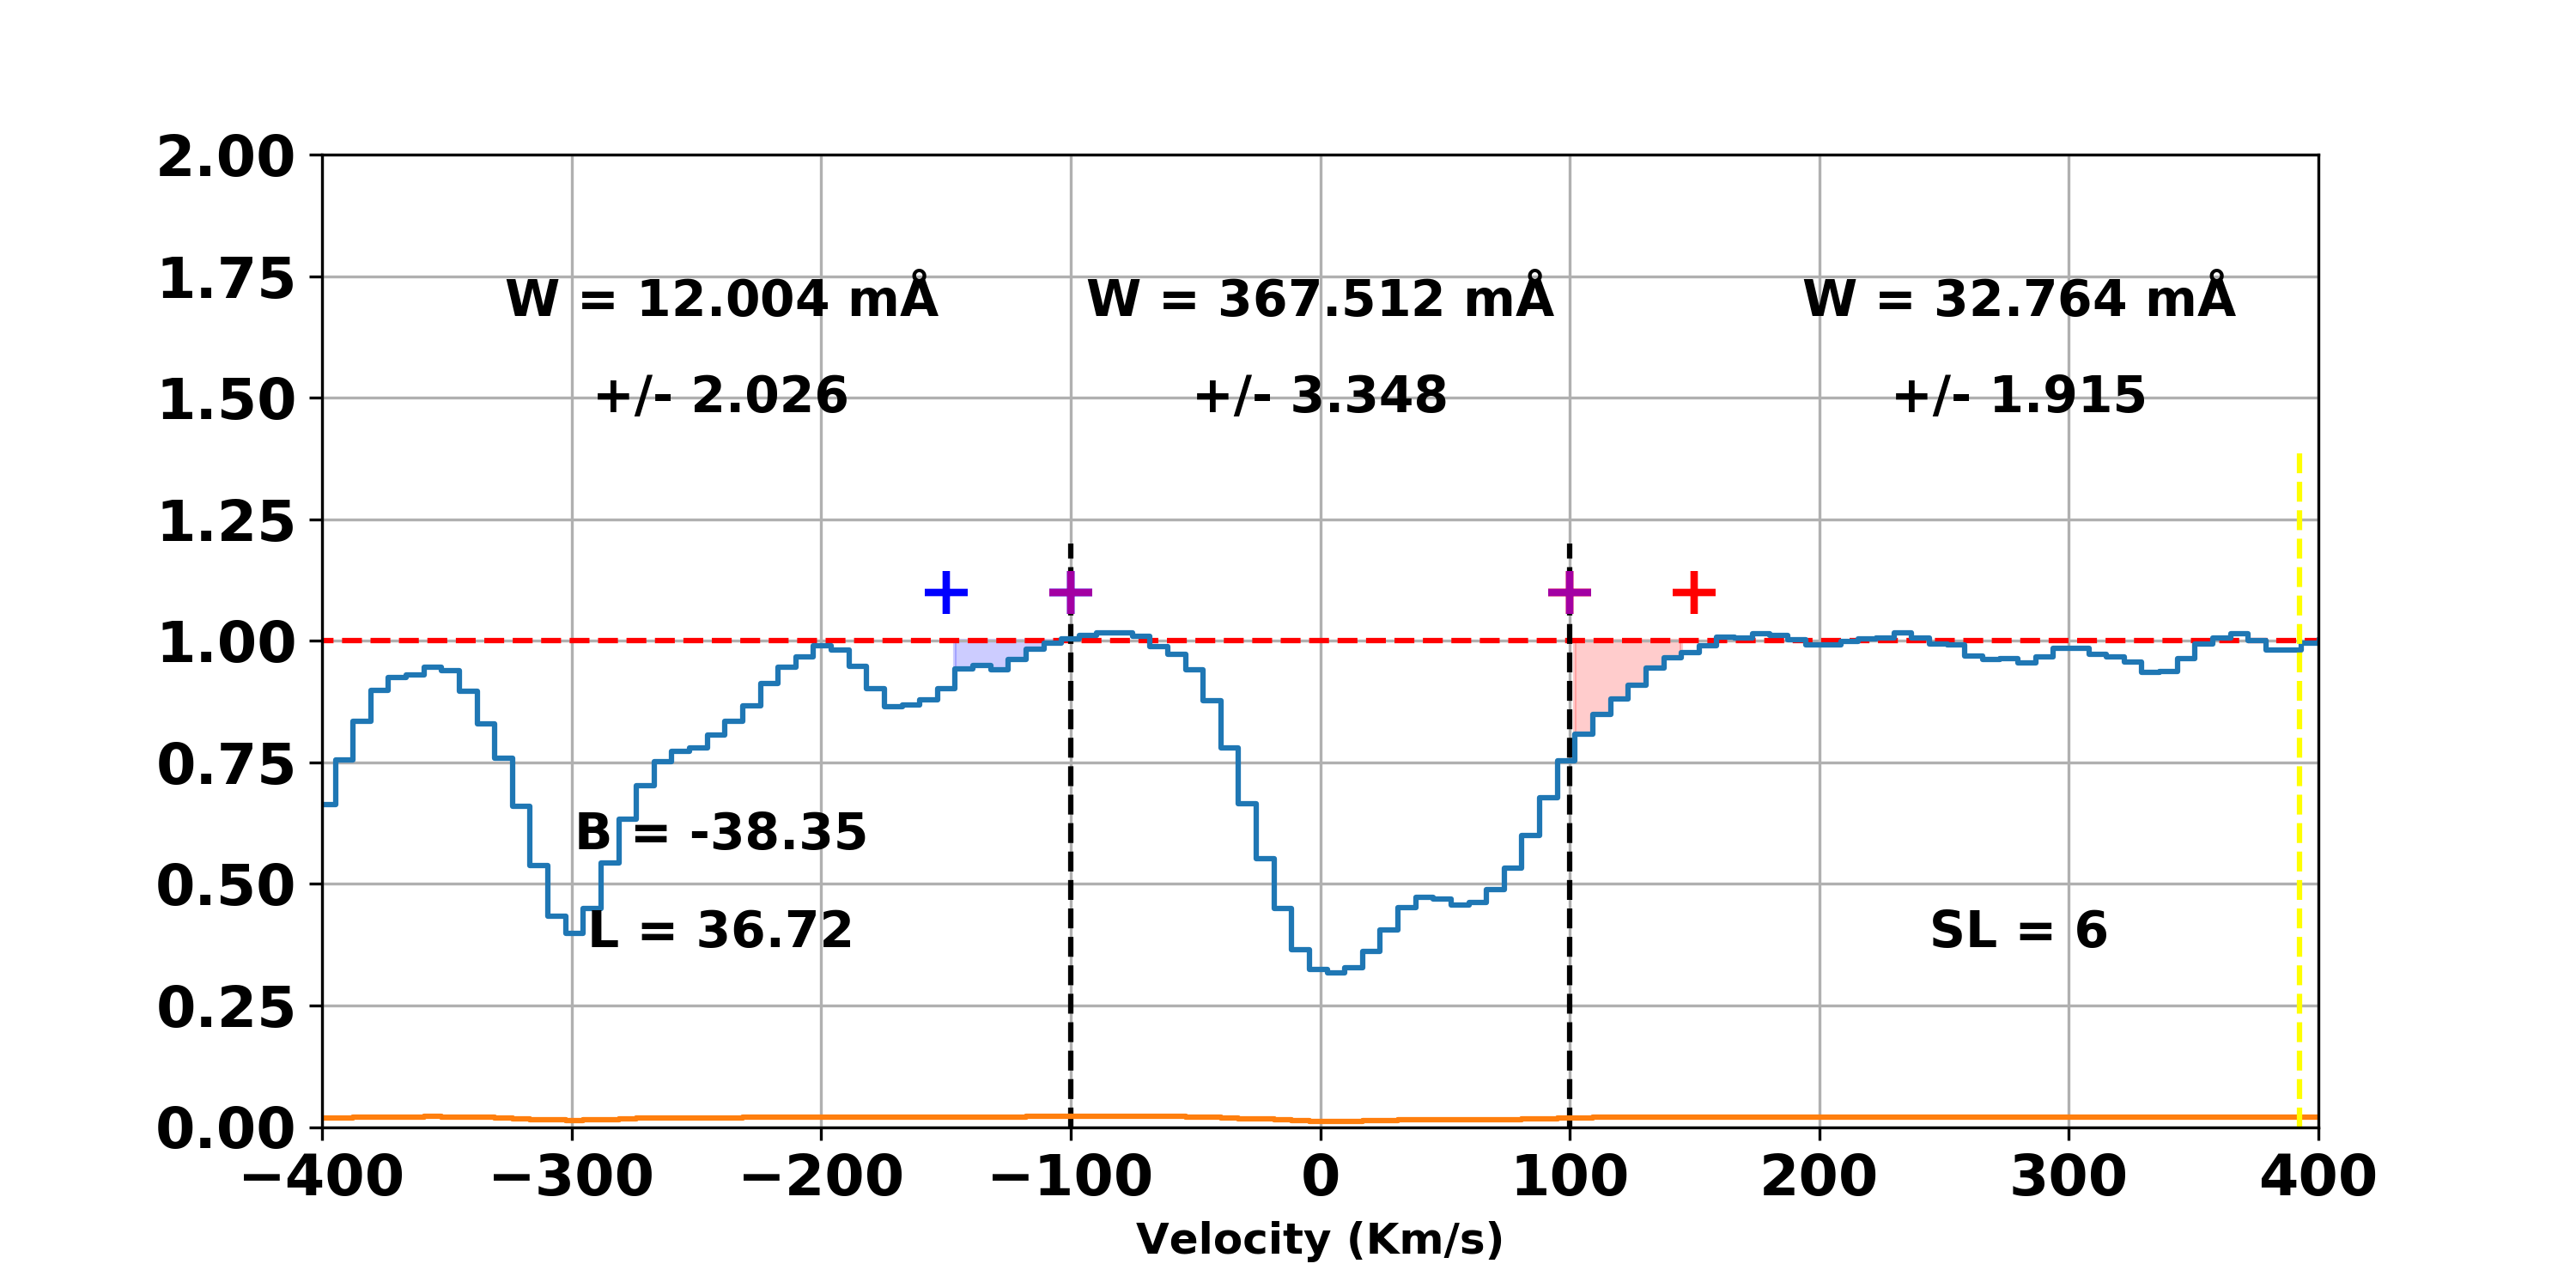 2.00
1.75
W = 12.004 mÅ W = 367.512 mÅ W = 32.764 mÅ
1.50
+/- 2.026 +/- 3.348 +/- 1.915
1.25
1.00
0.75
B = -38.35
0.50
L = 36.72 SL = 6
0.25
0.00
−400 −300 −200 −100 0 100 200 300 400
Velocity (Km/s)